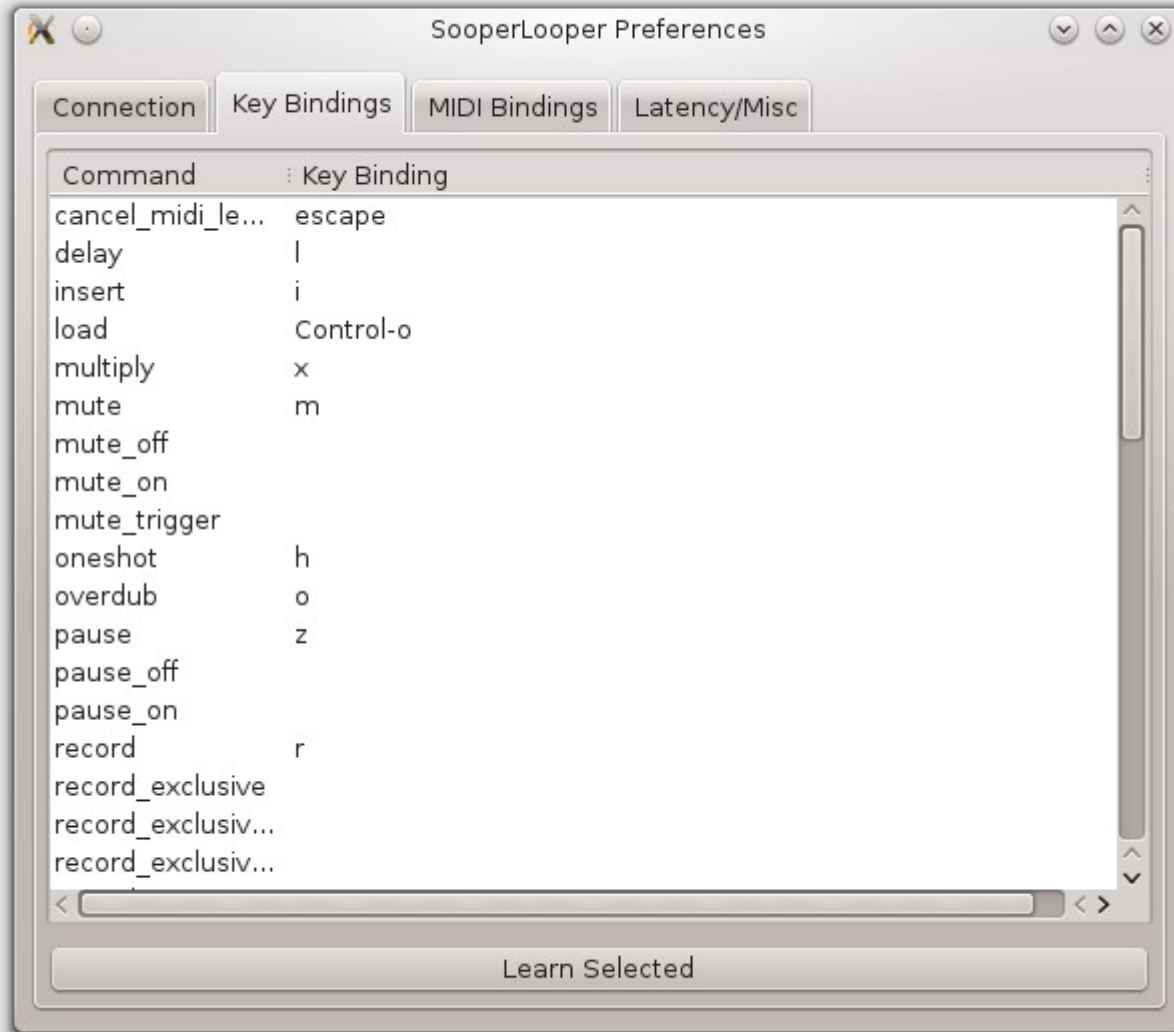 SooperLooper Preferences
Connection Key Bindings MIDI Bindings Latency/Misc
Command Key Binding
cancel_midi_le... escape
delay l
insert i
load Control-o
multiply x
mute m
mute_off
mute_on
mute_trigger
oneshot h
overdub o
pause z
pause_off
pause_on
record r
record_exclusive
record_exclusiv...
record_exclusiv...
Learn Selected